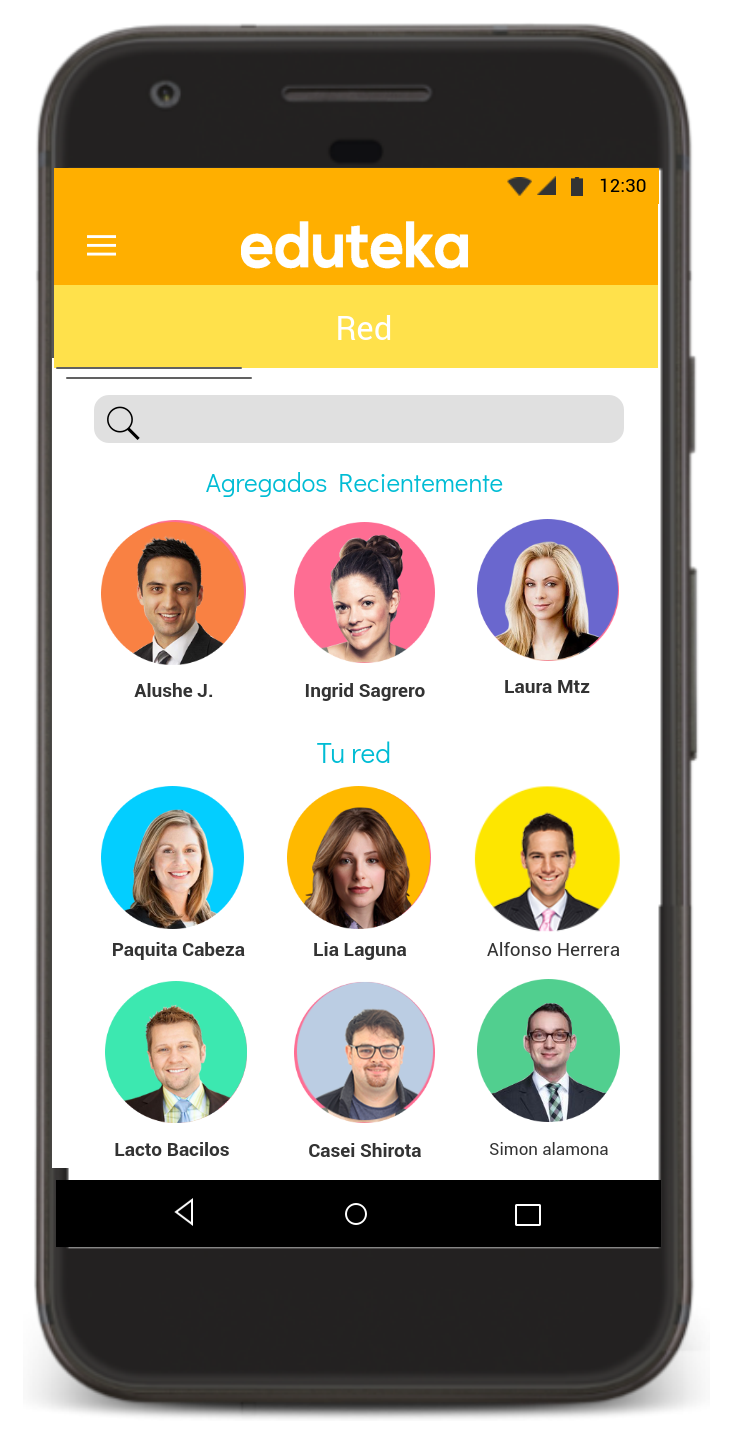 12:30
eduteka
Red
Agregados Recientemente
Alushe J.
Ingrid Sagrero
Laura Mtz
Tu red
Paquita Cabeza
Lia Laguna
Alfonso Herrera
Lacto Bacilos
Casei Shirota
Simon alamona